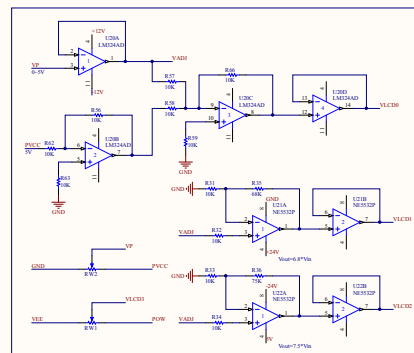 +12V
U20A
LM324AD
VADJ
VP
0~5V
-12V
R37
10K
R66
10K
U20C
LM324AD
U20D
LM324AD
VLCD0
R56
10K
R38
10K
PVCC
5V
R62
10K
U20B
LM324AD
R59
10K
GND
R63
10K
GND
GND
R31
10K
R35
68K
GND
U21A
NE5532P
U21B
NE5532P
VLCD1
VADJ
R32
10K
-24V
Vout=6.8*Vin
VP
GND
RW2
PVCC
GND
R33
10K
R36
75K
-24V
U22A
NE5532P
U22B
NE5532P
VLCD2
VLCD3
VEE
RW1
POW
VADJ
R34
10K
5V
Vout=7.5*Vin